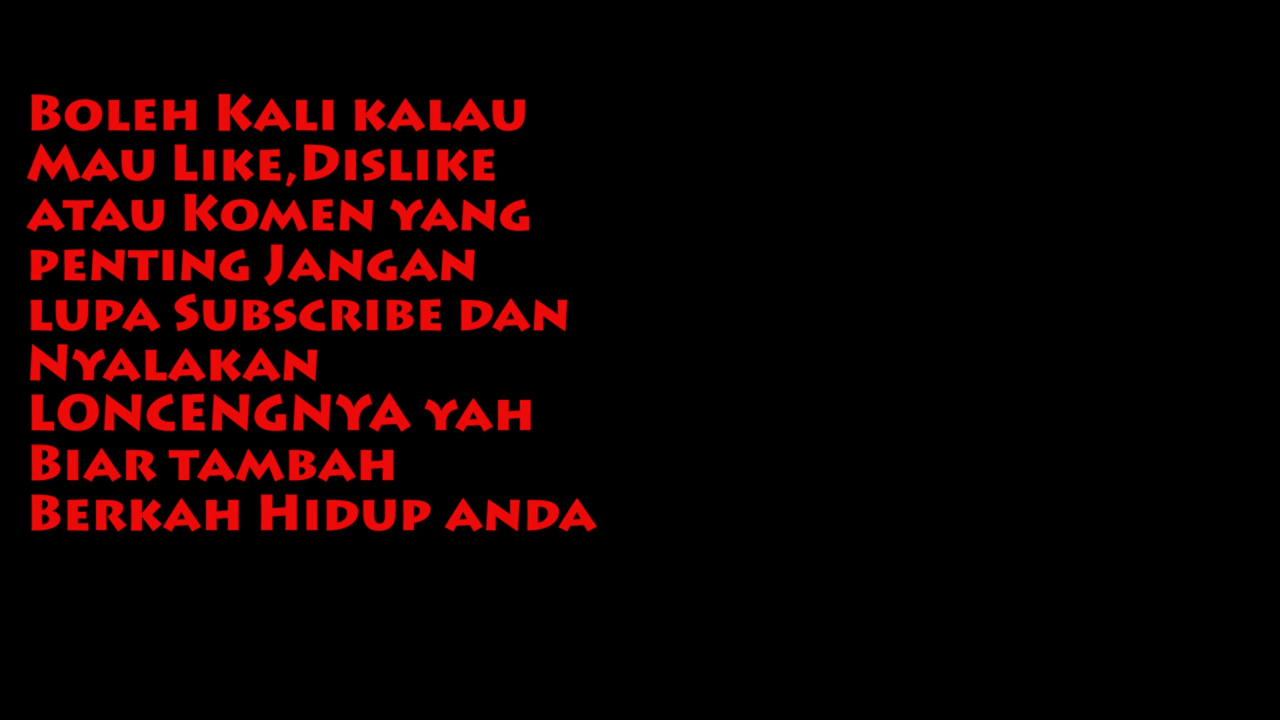 Boleh Kali kalau
Mau Like,Dislike
atau Komen yang
penting Jangan
lupa Subscribe dan
Nyalakan
LONCENGNYA yah
Biar tambah
Berkah Hidup anda